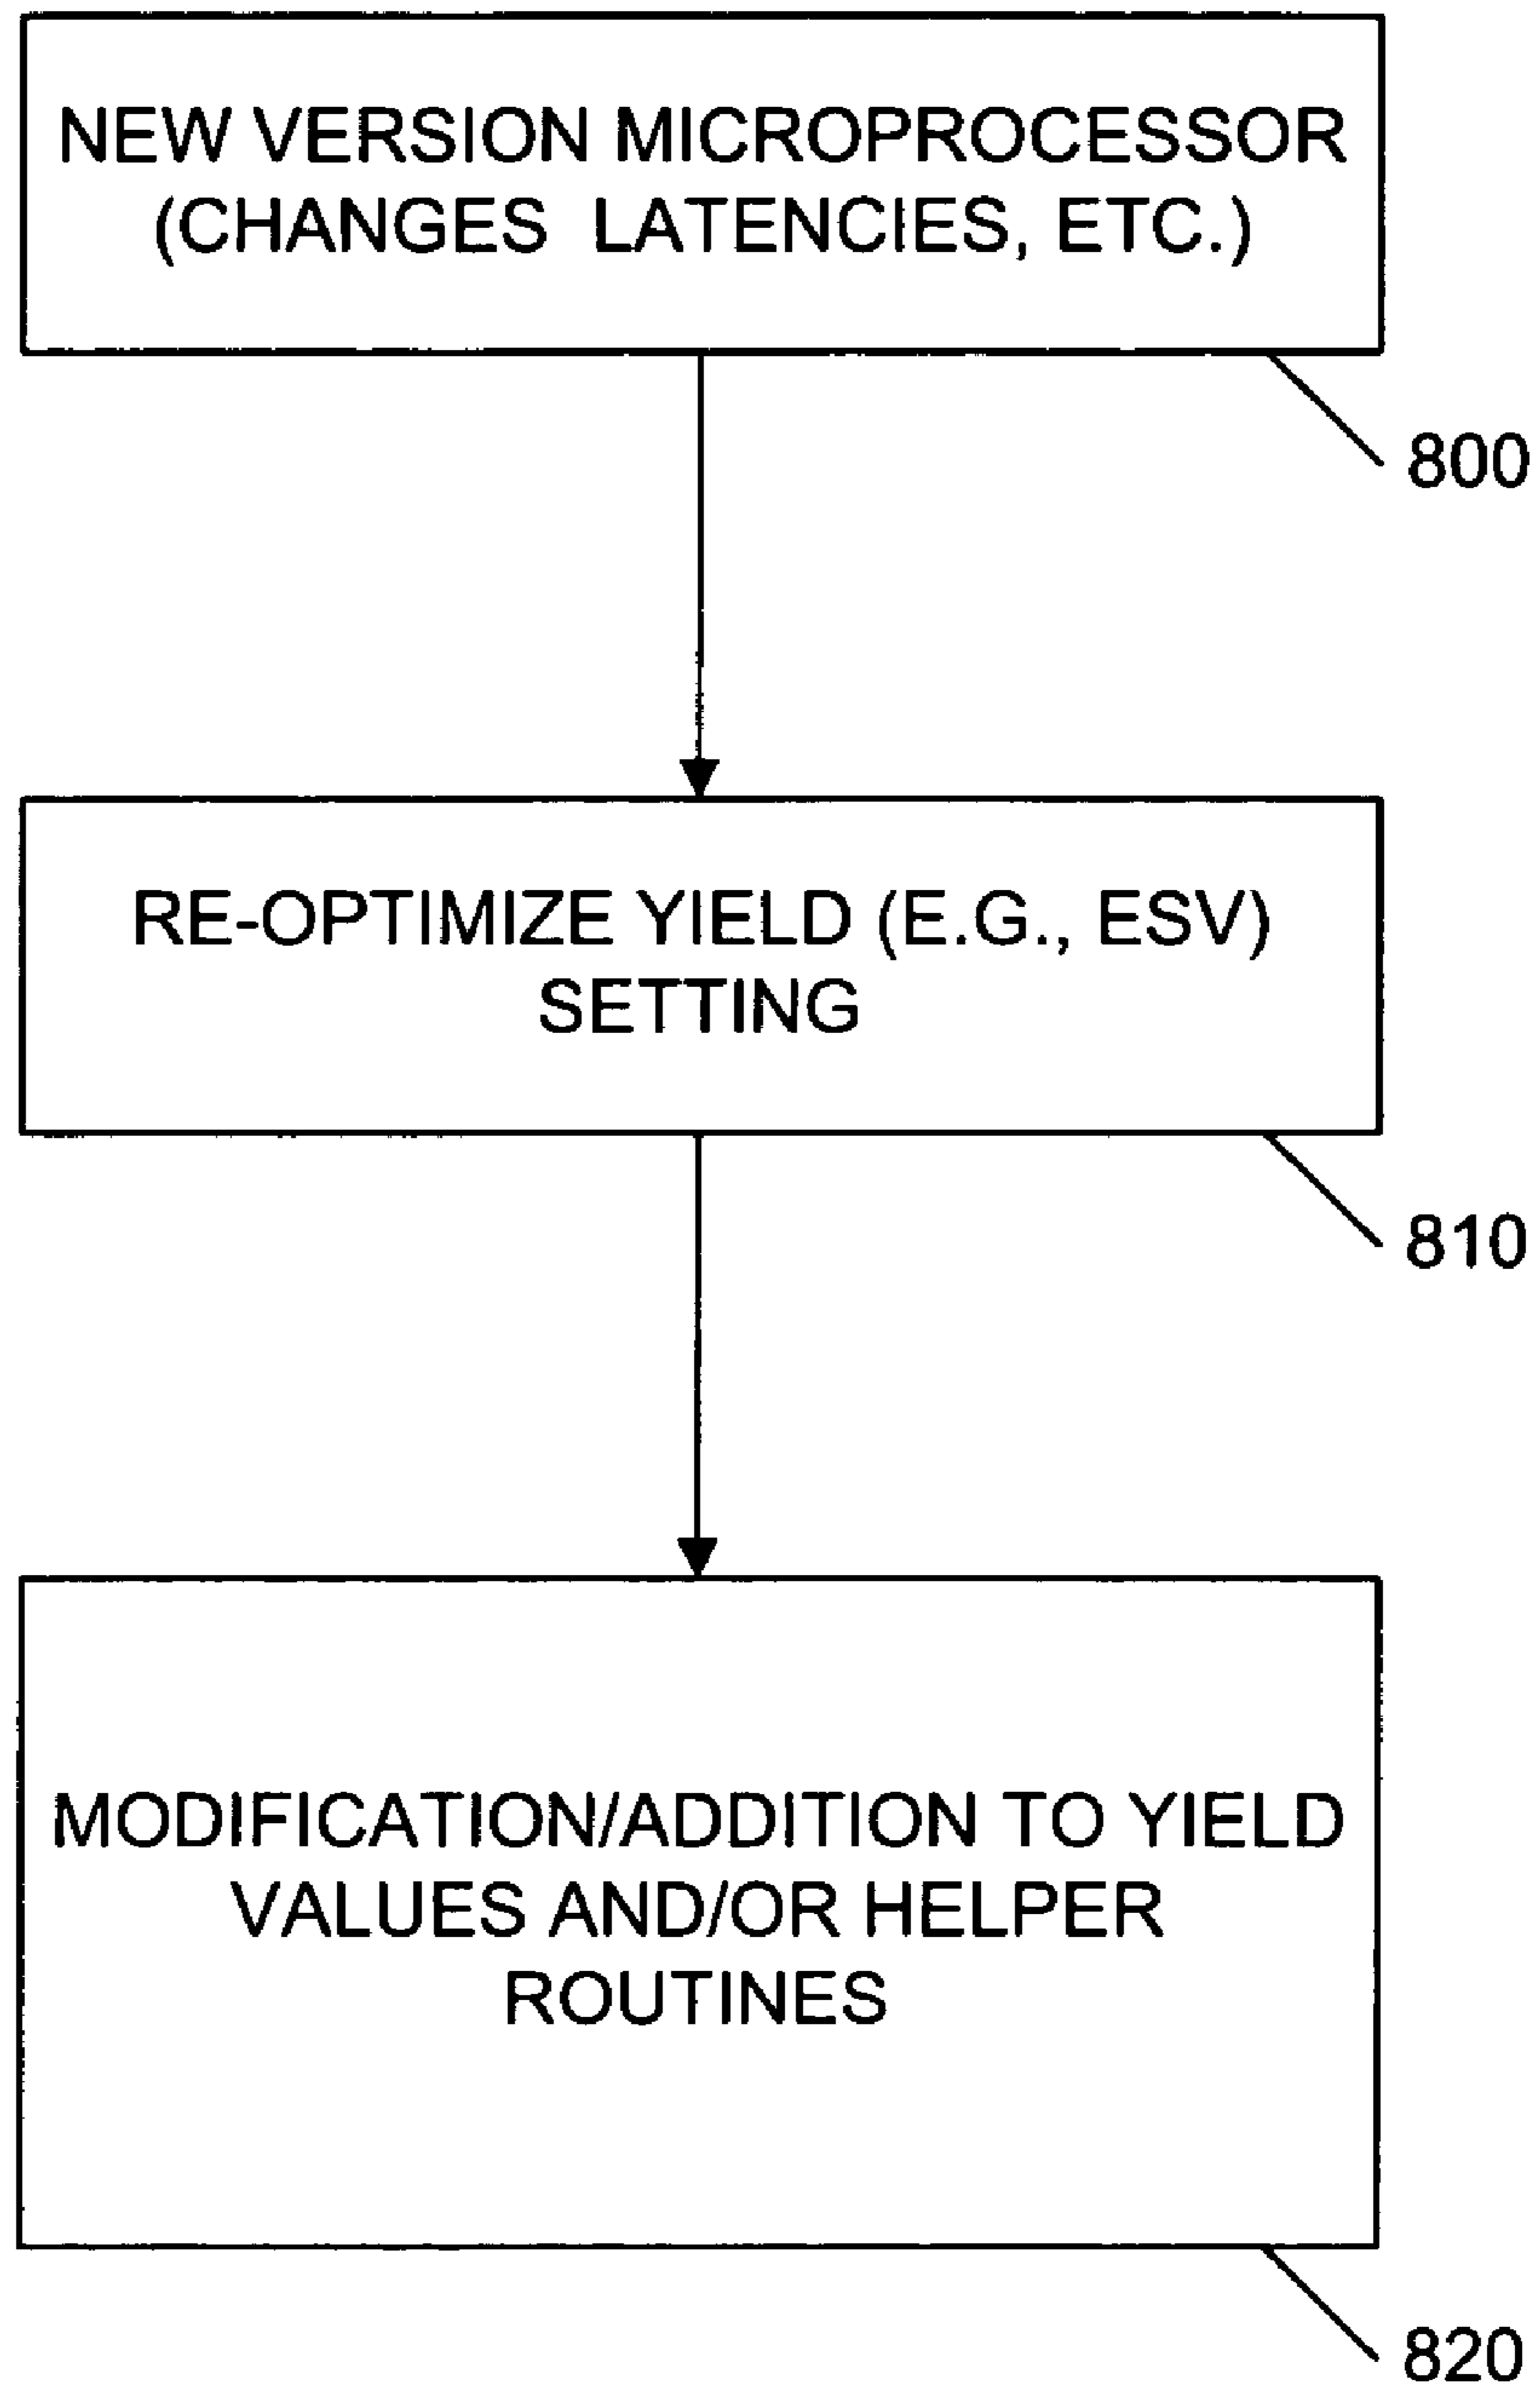 NEW VERSION MICROPROCESSOR
(CHANGES LATENCIES, ETC.)
800
RE-OPTIMIZE YIELD (E.G., ESV)
SETTING
810
MODIFICATION/ADDITION TO YIELD
VALUES AND/OR HELPER
ROUTINES
820